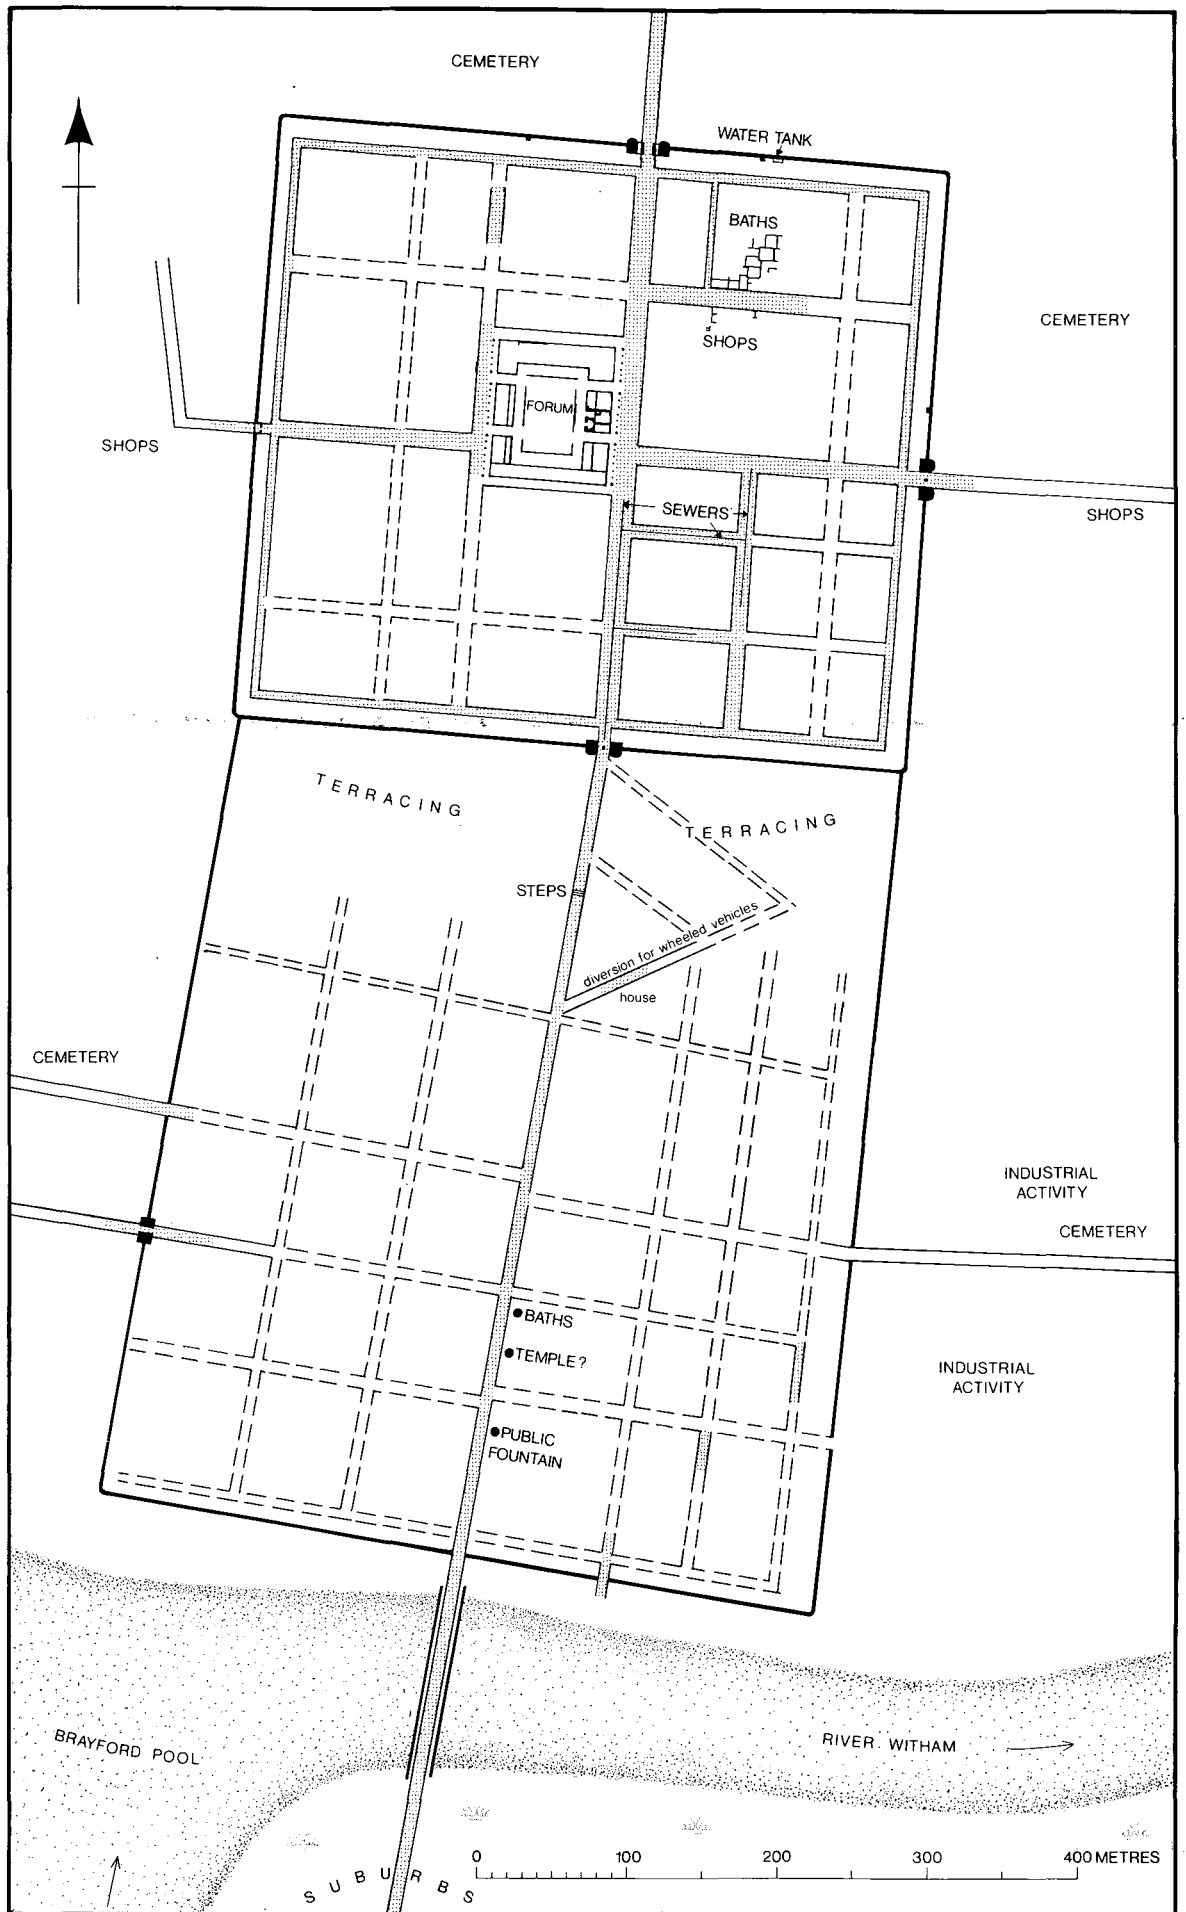 CEMETERY
WATER TANK
BATHS
CEMETERY
SHOPS
FORUM
SHOPS
SEWERS
SHOPS
TERRACING
TERRACING
STEPS
diversion for wheeled vehicles
house
CEMETERY
INDUSTRIAL
ACTIVITY
CEMETERY
BATHS
TEMPLE?
INDUSTRIAL
ACTIVITY
PUBLIC
FOUNTAIN
BRAYFORD POOL
RIVER WITHAM
0 100 200 300 400 METRES
SUBURBS